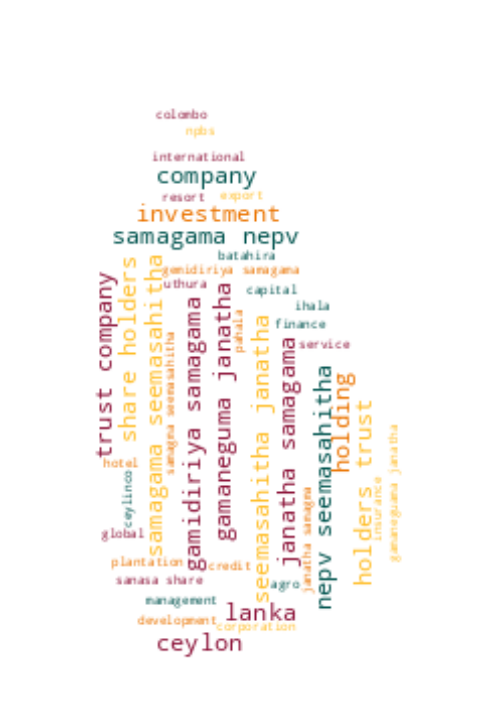 colombo
npbs
international
company
resort
export
investment
samagama nepv
batahira
gemidiriya samagama
uthura
capital
ihala
finance
service
pahala
trust company
share holders
samagama seemasahitha
samagma seemasahitha
gamidiriya samagama
gamaneguma janatha
seemasahitha janatha
janatha samagama
nepv seemasahitha
holding
holders trust
insurance
gamaneguma janatha
janatha samagma
hotel
ceylinco
global
plantation
credit
sanasa share
agro
management
lanka
development
corporation
ceylon